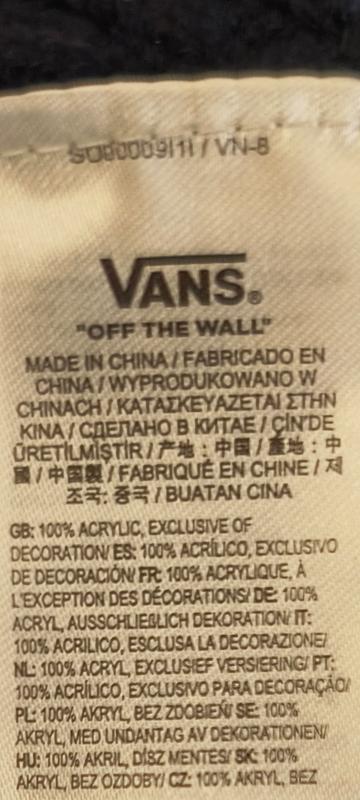 VN-8
VANS®
"OFF THE WALL"
MADE IN CHINA / FABRICADO EN
CHINA / WYPRODUKOWANO W
CHINACH / ΚΑΤΑΣΚΕΥΑΖΕΤΑΙ ΣΤΗΝ
ΚΙΝΑ / СДЕЛАНО В КИТАЕ / ÇİN'DE
ÜRETİLMİŞTİR / 产地 : 中国 / 產地 : 中
國 / 中国製 / FABRIQUÉ EN CHINE / 제
조국: 중국 / BUATAN CINA
GB: 100% ACRYLIC, EXCLUSIVE OF
DECORATION/ ES: 100% ACRÍLICO, EXCLUSIVO
DE DECORACIÓN/ FR: 100% ACRYLIQUE, À
L'EXCEPTION DES DÉCORATIONS/ DE: 100%
ACRYL, AUSSCHLIEßLICH DEKORATION/ IT:
100% ACRILICO, ESCLUSA LA DECORAZIONE/
NL: 100% ACRYL, EXCLUSIEF VERSIERING/ PT:
100% ACRÍLICO, EXCLUSIVO PARA DECORAÇÃO/
PL: 100% AKRYL, BEZ ZDOBIEŃ/ SE: 100%
AKRYL, MED UNDANTAG AV DEKORATIONEN/
HU: 100% AKRIL, DÍSZ MENTES/ SK: 100%
AKRYL, BEZ OZDOBY/ CZ: 100% AKRYL, BEZ